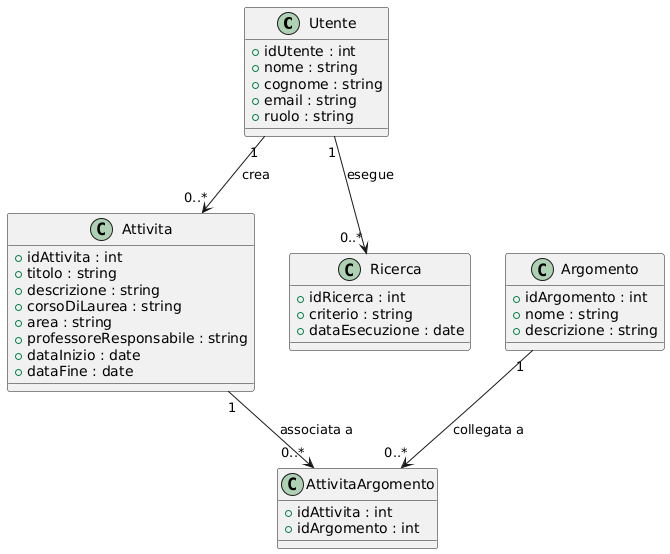 C Utente
idUtente : int
nome : string
cognome : string
email : string
ruolo : string
1
1
crea
esegue
0..*
0..*
C Attivita
idAttivita : int
titolo : string
descrizione : string
corsoDiLaurea : string
area : string
professoreResponsabile : string
dataInizio : date
dataFine : date
C Ricerca
idRicerca : int
criterio : string
dataEsecuzione : date
C Argomento
idArgomento : int
nome : string
descrizione : string
1
1
associata a
collegata a
0..*
0..*
C AttivitaArgomento
idAttivita : int
idArgomento : int